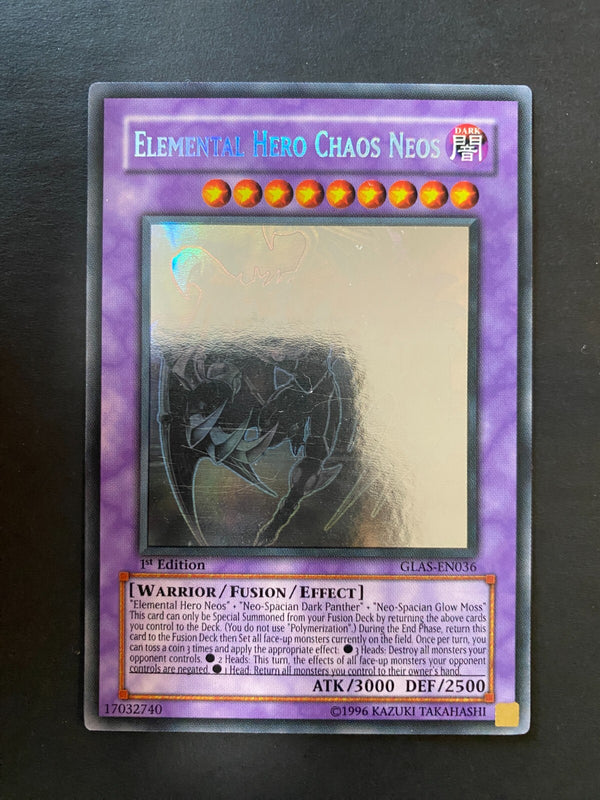 ELEMENTAL HERO CHAOS NEOS
DARK
闇
1st Edition
GLAS-EN036
[WARRIOR/FUSION/EFFECT]
"Elemental Hero Neos" + "Neo-Spacian Dark Panther" + "Neo-Spacian Glow Moss"
This card can only be Special Summoned from your Fusion Deck by returning the above cards
you control to the Deck. (You do not use "Polymerization".) During the End Phase, return this
card to the Fusion Deck then Set all face-up monsters currently on the field. Once per turn, you
can toss a coin 3 times and apply the appropriate effect: ● 3 Heads: Destroy all monsters your
opponent controls. ● 2 Heads: This turn, the effects of all face-up monsters your opponent
controls are negated. ● 1 Head: Return all monsters you control to their owner's hand.
ATK/3000 DEF/2500
17032740
©1996 KAZUKI TAKAHASHI